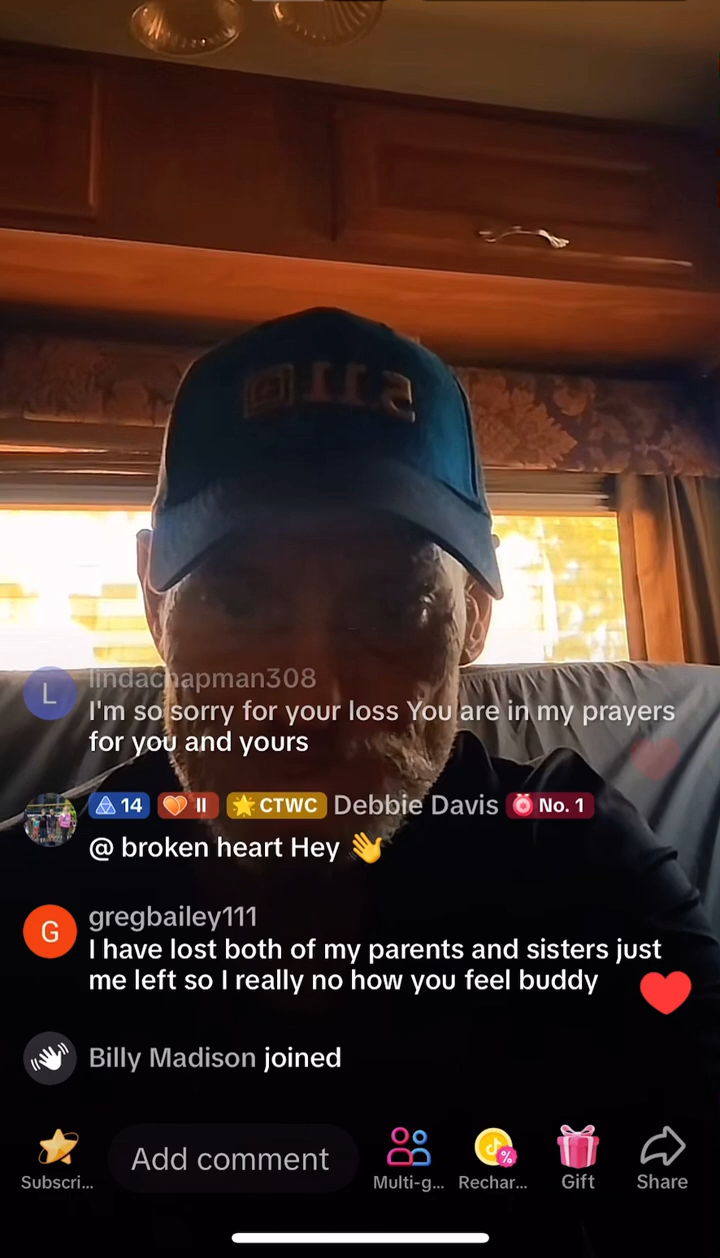 5.11
lindachapman308
L
I'm so sorry for your loss You are in my prayers
for you and yours
14 II CTWC Debbie Davis No. 1
@ broken heart Hey 👋
gregbailey111
G
I have lost both of my parents and sisters just
me left so I really no how you feel buddy
Billy Madison joined
Add comment
Subscri... Multi-g... Rechar... Gift Share